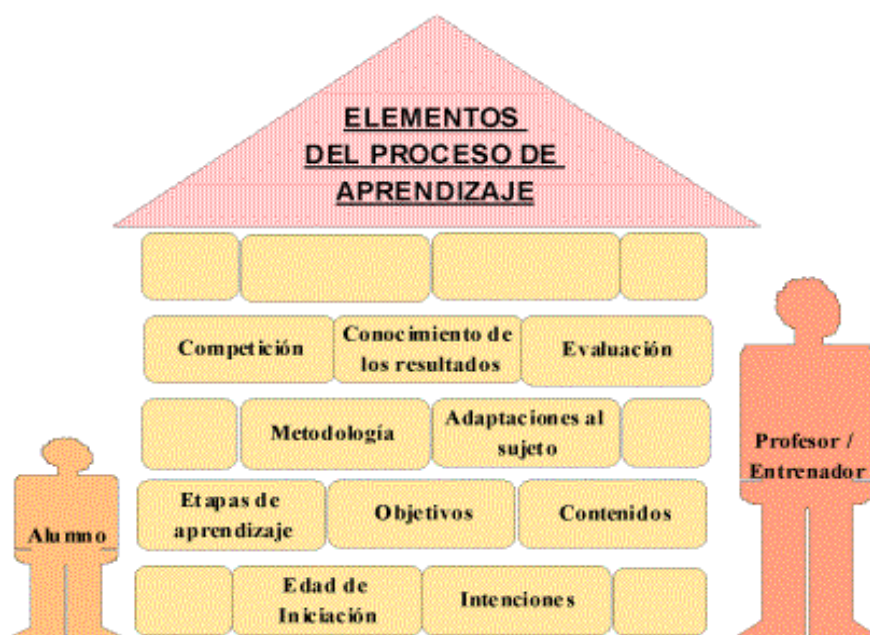 ELEMENTOS
DEL PROCESO DE
APRENDIZAJE
Competición
Conocimiento de
los resultados
Evaluación
Metodología
Adaptaciones al
sujeto
Profesor /
Entrenador
Alumno
Etapas de
aprendizaje
Objetivos
Contenidos
Edad de
Iniciación
Intenciones